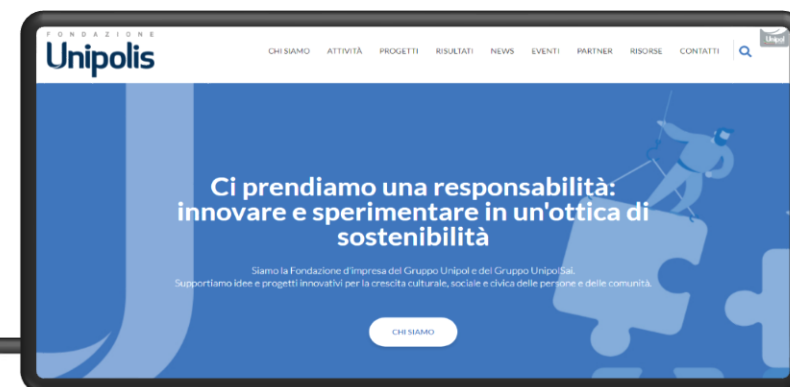 FONDAZIONE
Unipolis
CHI SIAMO ATTIVITÀ PROGETTI RISULTATI NEWS EVENTI PARTNER RISORSE CONTATTI
Unipol
Ci prendiamo una responsabilità:
innovare e sperimentare in un'ottica di
sostenibilità
Siamo la Fondazione d'impresa del Gruppo Unipol e del Gruppo UnipolSai.
Supportiamo idee e progetti innovativi per la crescita culturale, sociale e civica delle persone e delle comunità.
CHI SIAMO